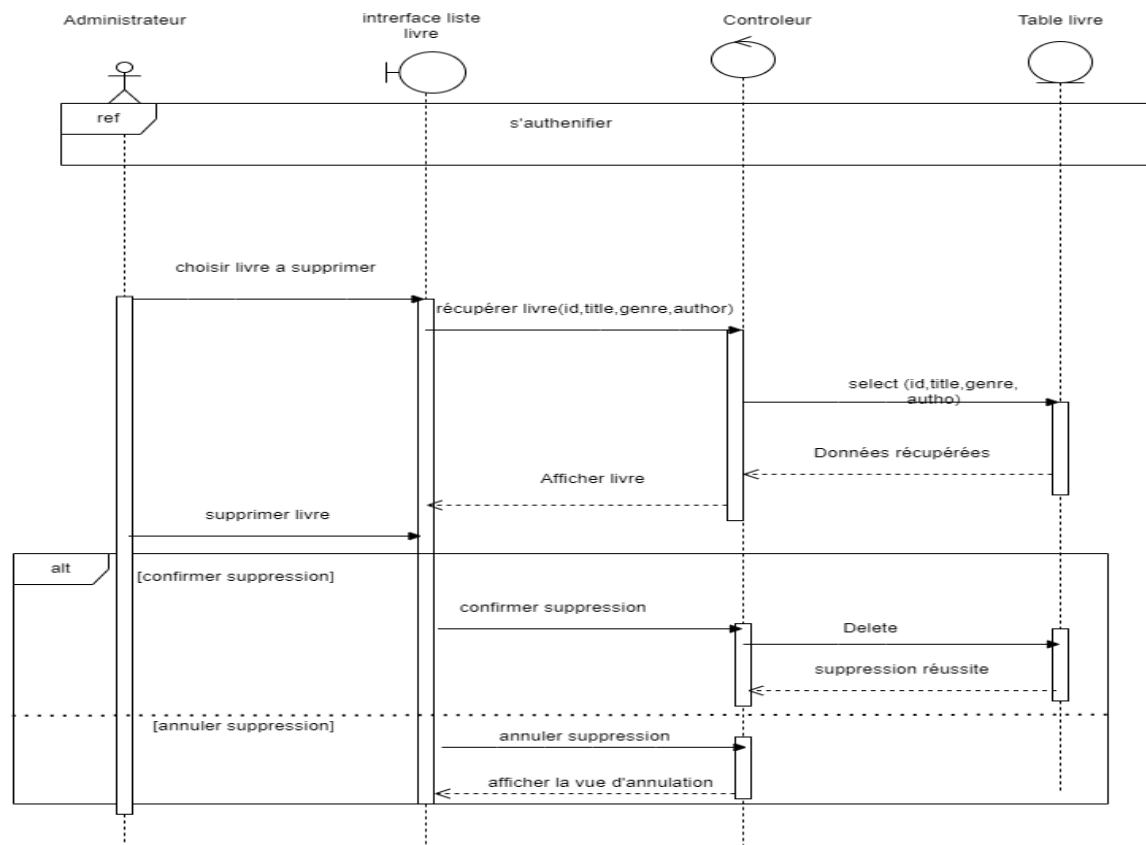 Administrateur
intrerface liste
livre
Controleur
Table livre
ref
s'authenifier
choisir livre a supprimer
récupérer livre(id,title,genre,author)
select (id,title,genre,
autho)
Données récupérées
Afficher livre
supprimer livre
alt
[confirmer suppression]
confirmer suppression
Delete
suppression réussite
[annuler suppression]
annuler suppression
afficher la vue d'annulation